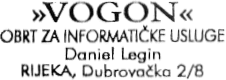 »VOGON«
OBRT ZA INFORMATIČKE USLUGE
Daniel Legin
RIJEKA, Dubrovačka 2/8